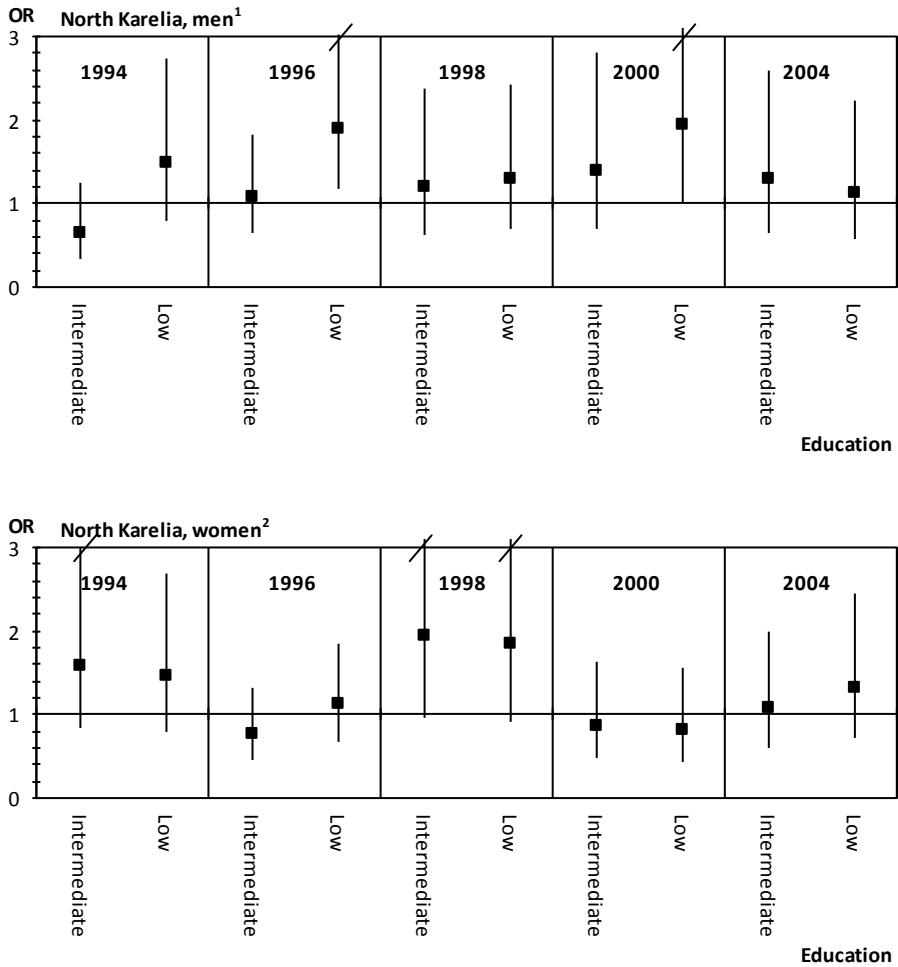 OR North Karelia, men¹
3
1994 1996 1998 2000 2004
2
1
0
Intermediate Low Intermediate Low Intermediate Low Intermediate Low Intermediate Low
Education
OR North Karelia, women²
3
1994 1996 1998 2000 2004
2
1
0
Intermediate Low Intermediate Low Intermediate Low Intermediate Low Intermediate Low
Education